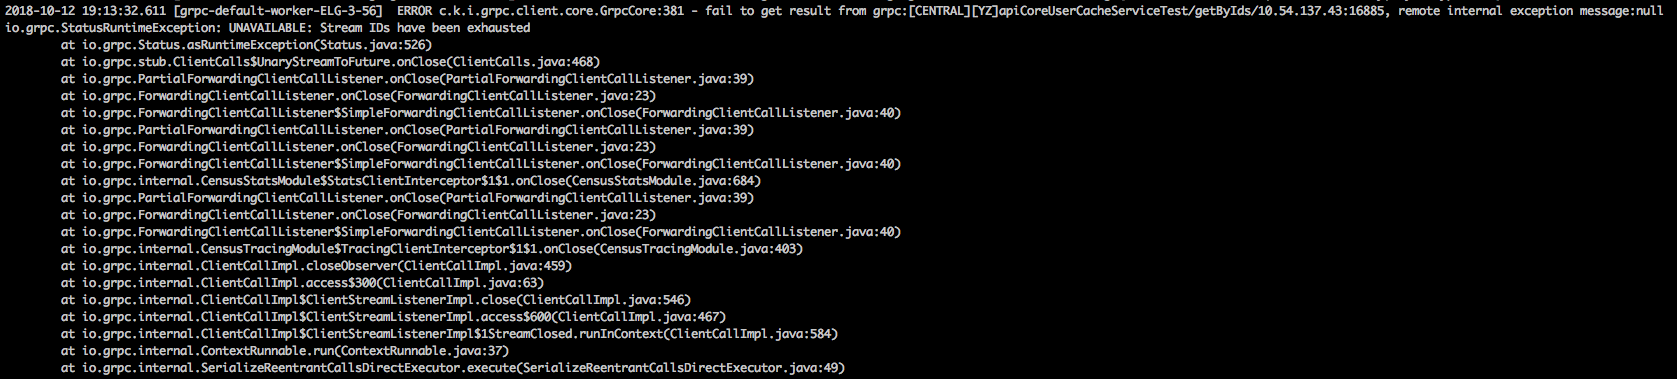 2018-10-12 19:13:32.611 [grpc-default-worker-ELG-3-56]  ERROR c.k.i.grpc.client.core.GrpcCore:381 - fail to get result from grpc:[CENTRAL][YZ]apiCoreUserCacheServiceTest/getByIds/10.54.137.43:16885, remote internal exception message:null
io.grpc.StatusRuntimeException: UNAVAILABLE: Stream IDs have been exhausted
at io.grpc.Status.asRuntimeException(Status.java:526)
at io.grpc.stub.ClientCalls$UnaryStreamToFuture.onClose(ClientCalls.java:468)
at io.grpc.PartialForwardingClientCallListener.onClose(PartialForwardingClientCallListener.java:39)
at io.grpc.ForwardingClientCallListener.onClose(ForwardingClientCallListener.java:23)
at io.grpc.ForwardingClientCallListener$SimpleForwardingClientCallListener.onClose(ForwardingClientCallListener.java:40)
at io.grpc.PartialForwardingClientCallListener.onClose(PartialForwardingClientCallListener.java:39)
at io.grpc.ForwardingClientCallListener.onClose(ForwardingClientCallListener.java:23)
at io.grpc.ForwardingClientCallListener$SimpleForwardingClientCallListener.onClose(ForwardingClientCallListener.java:40)
at io.grpc.internal.CensusStatsModule$StatsClientInterceptor$1$1.onClose(CensusStatsModule.java:684)
at io.grpc.PartialForwardingClientCallListener.onClose(PartialForwardingClientCallListener.java:39)
at io.grpc.ForwardingClientCallListener.onClose(ForwardingClientCallListener.java:23)
at io.grpc.ForwardingClientCallListener$SimpleForwardingClientCallListener.onClose(ForwardingClientCallListener.java:40)
at io.grpc.internal.CensusTracingModule$TracingClientInterceptor$1$1.onClose(CensusTracingModule.java:403)
at io.grpc.internal.ClientCallImpl.closeObserver(ClientCallImpl.java:459)
at io.grpc.internal.ClientCallImpl.access$300(ClientCallImpl.java:63)
at io.grpc.internal.ClientCallImpl$ClientStreamListenerImpl.close(ClientCallImpl.java:546)
at io.grpc.internal.ClientCallImpl$ClientStreamListenerImpl.access$600(ClientCallImpl.java:467)
at io.grpc.internal.ClientCallImpl$ClientStreamListenerImpl$1StreamClosed.runInContext(ClientCallImpl.java:584)
at io.grpc.internal.ContextRunnable.run(ContextRunnable.java:37)
at io.grpc.internal.SerializeReentrantCallsDirectExecutor.execute(SerializeReentrantCallsDirectExecutor.java:49)